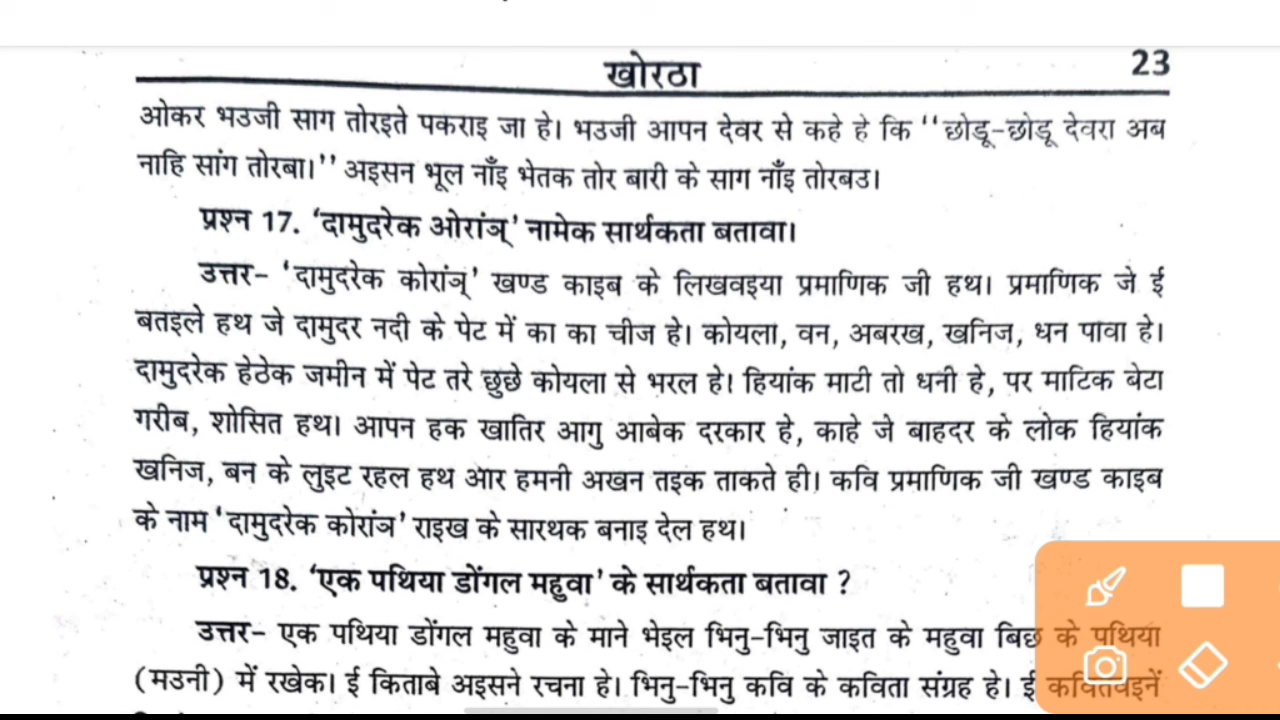 खोरठा 23
ओकर भउजी साग तोरइते पकराइ जा हे। भउजी आपन देवर से कहे हे कि ''छोडू-छोडू देवरा अब
नाहि सांग तोरबा।'' अइसन भूल नाँइ भेतक तोर बारी के साग नाँइ तोरबउ।
प्रश्न 17. 'दामुदरेक ओरांञ्' नामेक सार्थकता बतावा।
उत्तर- 'दामुदरेक कोरांञ्' खण्ड काइब के लिखवइया प्रमाणिक जी हथ। प्रमाणिक जे ई
बतइले हथ जे दामुदर नदी के पेट में का का चीज हे। कोयला, वन, अबरख, खनिज, धन पावा हे।
दामुदरेक हेठेक जमीन में पेट तरे छुछे कोयला से भरल हे। हियांक माटी तो धनी हे, पर माटिक बेटा
गरीब, शोसित हथ। आपन हक खातिर आगु आबेक दरकार हे, काहे जे बाहदर के लोक हियांक
खनिज, बन के लुइट रहल हथ आर हमनी अखन तइक ताकते ही। कवि प्रमाणिक जी खण्ड काइब
के नाम 'दामुदरेक कोरांञ' राइख के सारथक बनाइ देल हथ।
प्रश्न 18. 'एक पथिया डोंगल महुवा' के सार्थकता बतावा ?
उत्तर- एक पथिया डोंगल महुवा के माने भेइल भिनु-भिनु जाइत के महुवा बिछ के पथिया
(मउनी) में रखेक। ई किताबे अइसने रचना हे। भिनु-भिनु कवि के कविता संग्रह हे। ई कवितवइनें